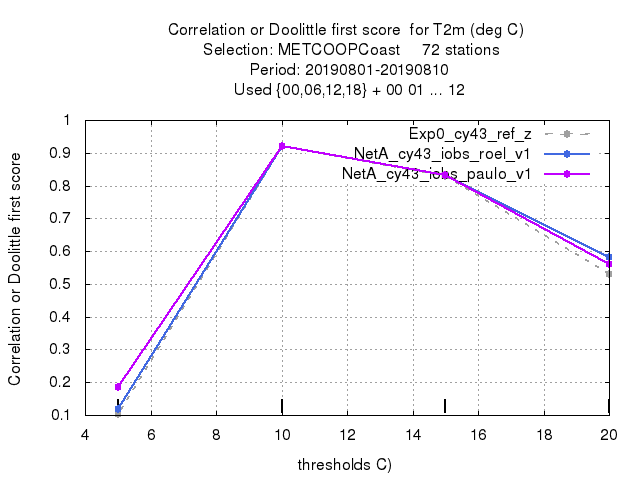 Correlation or Doolittle first score  for T2m (deg C)
Selection: METCOOPCoast     72 stations
Period: 20190801-20190810
Used {00,06,12,18} + 00 01 ... 12
Exp0_cy43_ref_z
NetA_cy43_iobs_roel_v1
NetA_cy43_iobs_paulo_v1
Correlation or Doolittle first score
1
0.9
0.8
0.7
0.6
0.5
0.4
0.3
0.2
0.1
4 6 8 10 12 14 16 18 20
thresholds C)